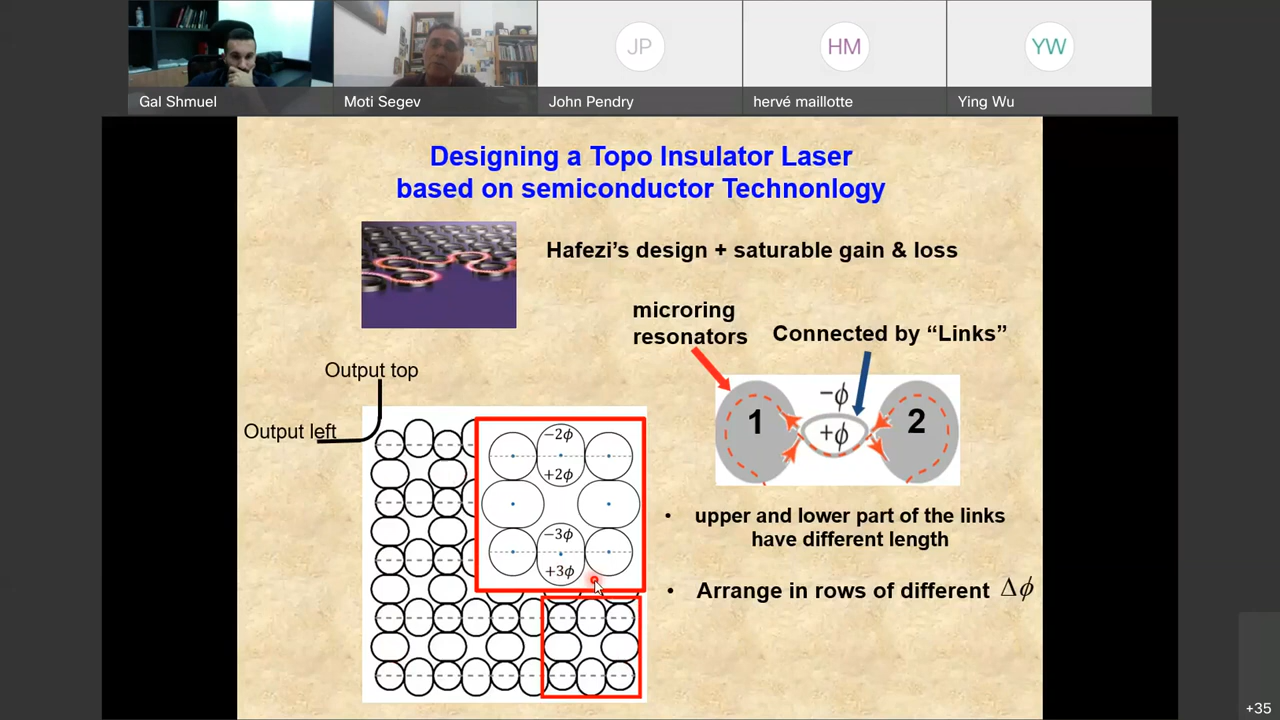 JP
HM
YW
Gal Shmuel
Moti Segev
John Pendry
hervé maillotte
Ying Wu
Designing a Topo Insulator Laser
based on semiconductor Technonlogy
Hafezi's design + saturable gain & loss
microring
resonators
Connected by “Links”
Output top
Output left
−ϕ
1
+ϕ
2
−2ϕ
+2ϕ
−3ϕ
+3ϕ
• upper and lower part of the links
have different length
• Arrange in rows of different Δϕ
+35